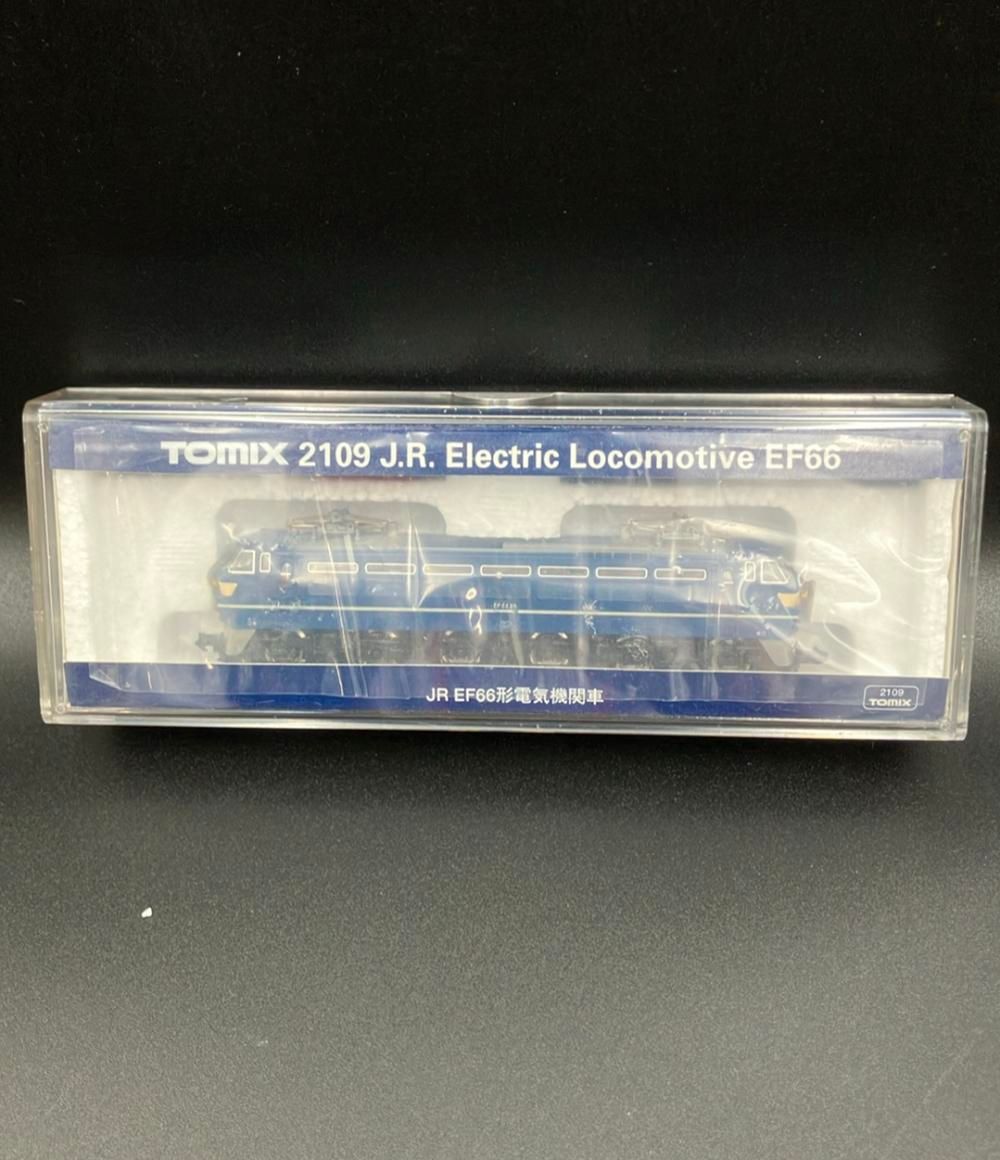 TOMIX 2109 J.R. Electric Locomotive EF66
JR EF66形電気機関車
2109
TOMIX